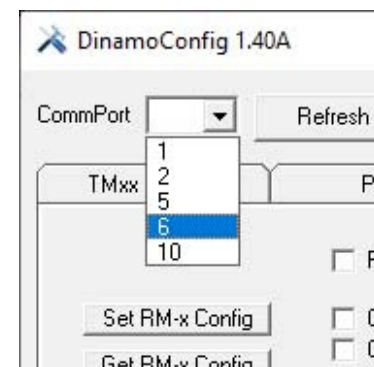 DinamoConfig 1.40A
CommPort
Refresh
1
2
5
6
10
TMxx
Set RM-x Config
Get RM-x Config